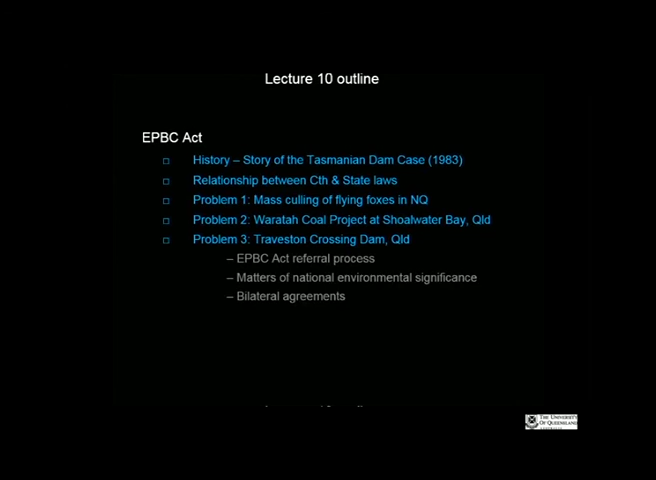 Lecture 10 outline
EPBC Act
History – Story of the Tasmanian Dam Case (1983)
Relationship between Cth & State laws
Problem 1: Mass culling of flying foxes in NQ
Problem 2: Waratah Coal Project at Shoalwater Bay, Qld
Problem 3: Traveston Crossing Dam, Qld
– EPBC Act referral process
– Matters of national environmental significance
– Bilateral agreements
THE UNIVERSITY
OF QUEENSLAND